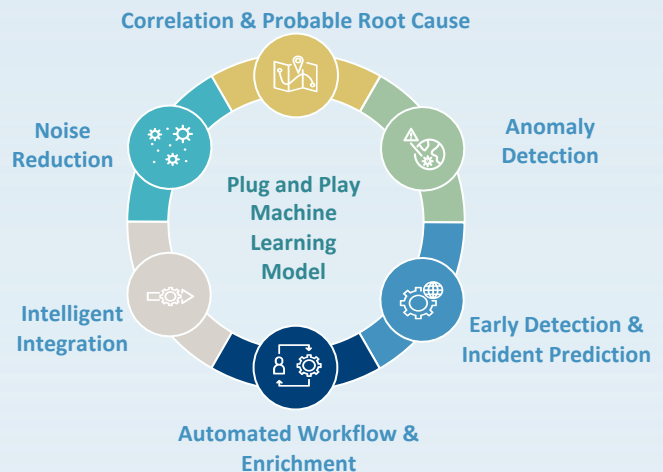 Correlation & Probable Root Cause
Noise
Reduction
Anomaly
Detection
Plug and Play
Machine
Learning
Model
Intelligent
Integration
Early Detection &
Incident Prediction
Automated Workflow &
Enrichment